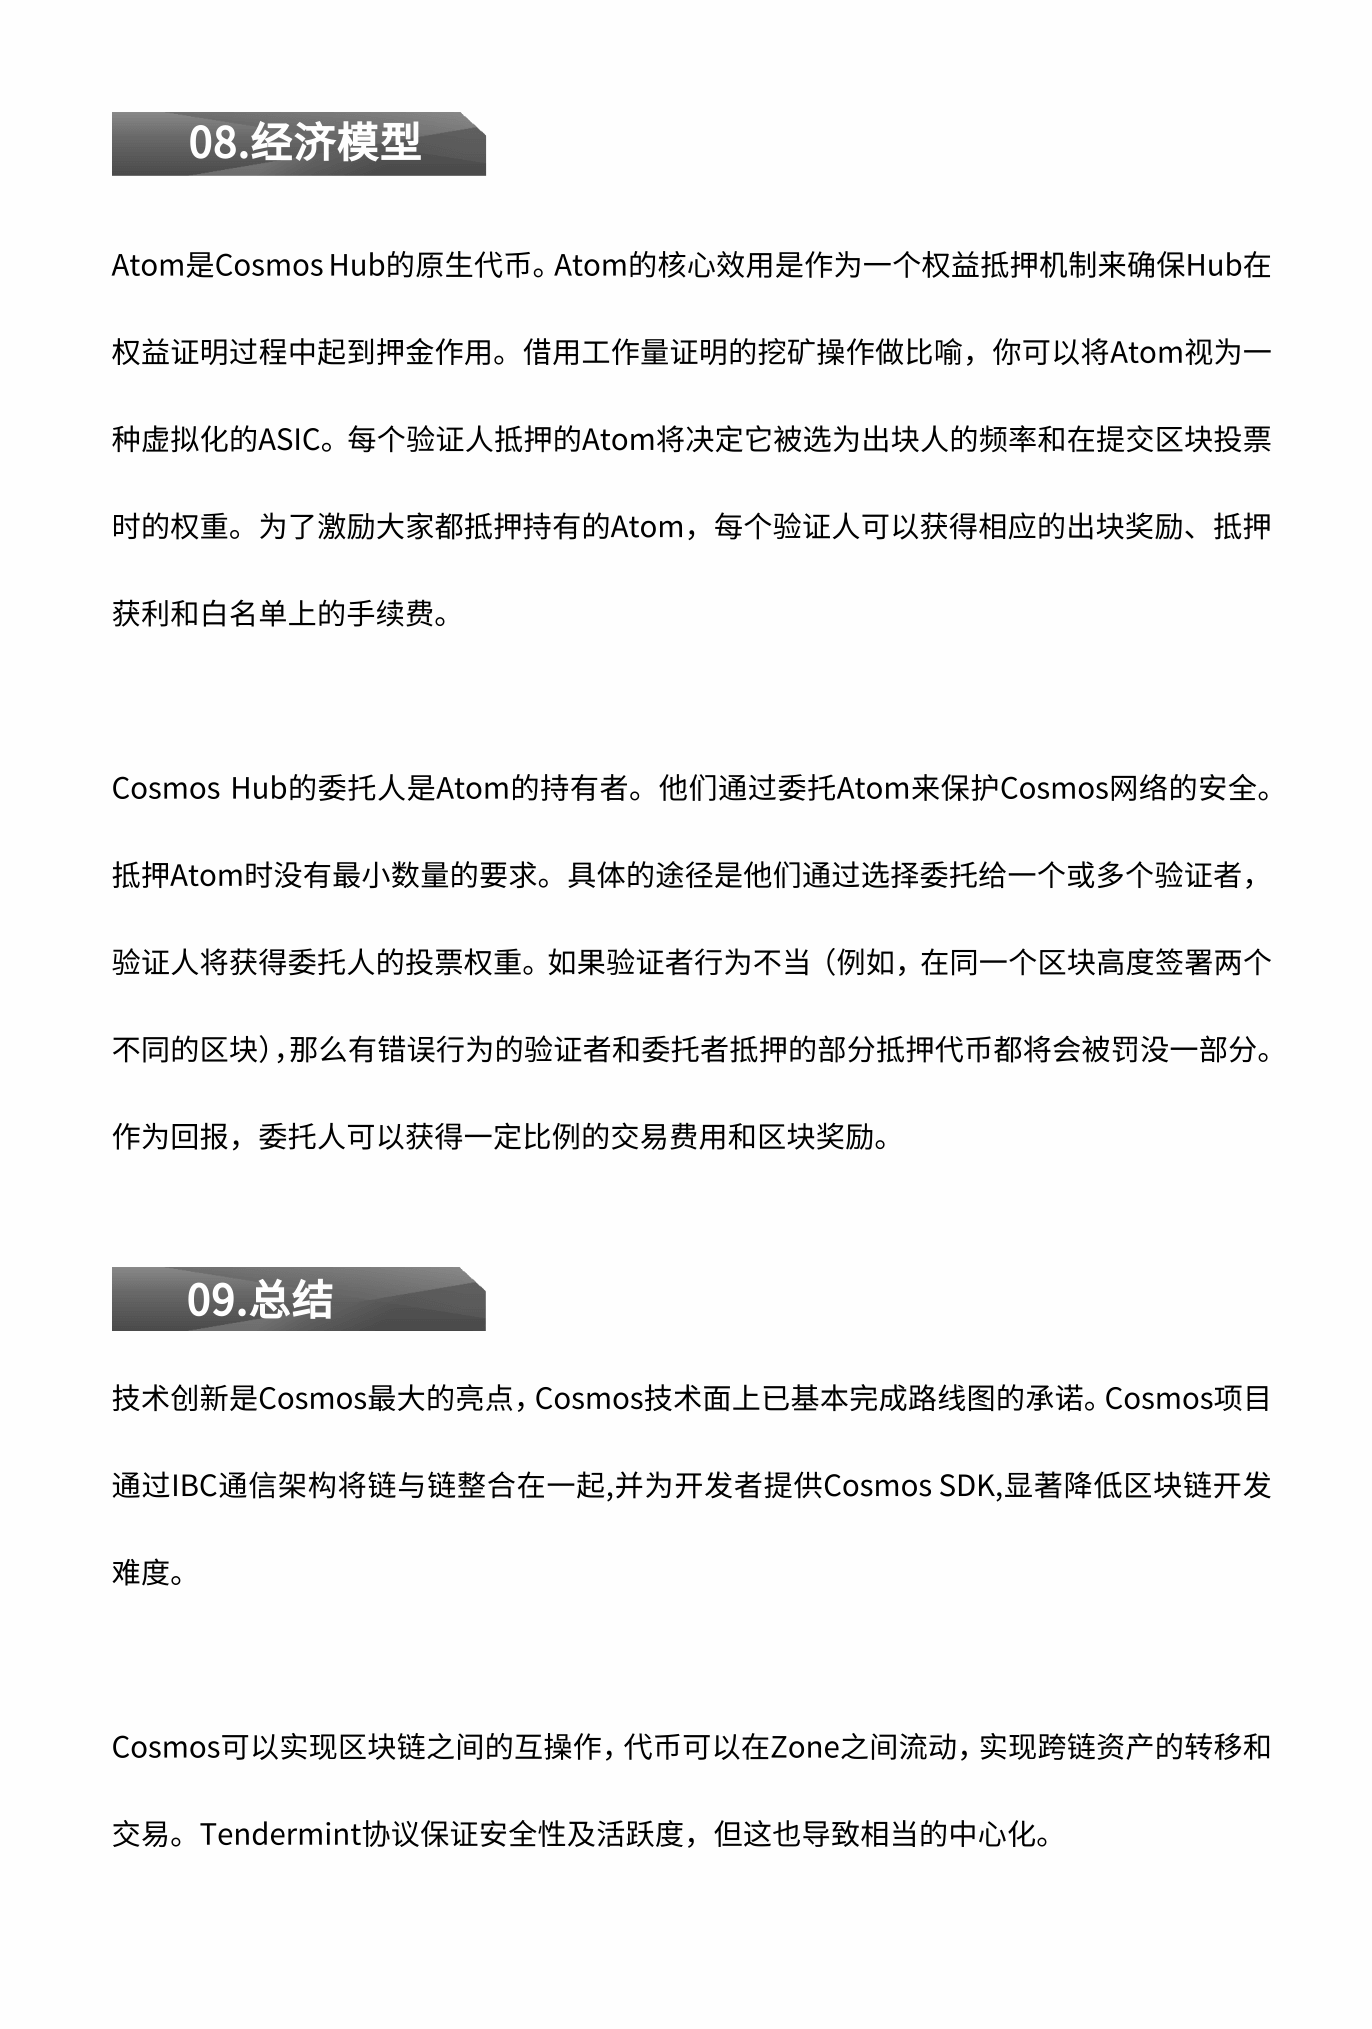 08.经济模型
Atom是Cosmos Hub的原生代币。Atom的核心效用是作为一个权益抵押机制来确保Hub在
权益证明过程中起到押金作用。借用工作量证明的挖矿操作做比喻，你可以将Atom视为一
种虚拟化的ASIC。每个验证人抵押的Atom将决定它被选为出块人的频率和在提交区块投票
时的权重。为了激励大家都抵押持有的Atom，每个验证人可以获得相应的出块奖励、抵押
获利和白名单上的手续费。
Cosmos Hub的委托人是Atom的持有者。他们通过委托Atom来保护Cosmos网络的安全。
抵押Atom时没有最小数量的要求。具体的途径是他们通过选择委托给一个或多个验证者，
验证人将获得委托人的投票权重。如果验证者行为不当（例如，在同一个区块高度签署两个
不同的区块），那么有错误行为的验证者和委托者抵押的部分抵押代币都将会被罚没一部分。
作为回报，委托人可以获得一定比例的交易费用和区块奖励。
09.总结
技术创新是Cosmos最大的亮点，Cosmos技术面上已基本完成路线图的承诺。Cosmos项目
通过IBC通信架构将链与链整合在一起,并为开发者提供Cosmos SDK,显著降低区块链开发
难度。
Cosmos可以实现区块链之间的互操作，代币可以在Zone之间流动，实现跨链资产的转移和
交易。Tendermint协议保证安全性及活跃度，但这也导致相当的中心化。